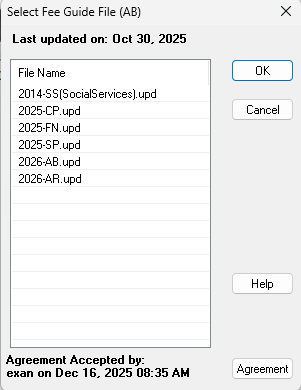 Select Fee Guide File (AB)
Last updated on: Oct 30, 2025
File Name
OK
2014-SS(SocialServices).upd
2025-CP.upd
Cancel
2025-FN.upd
2025-SP.upd
2026-AB.upd
2026-AR.upd
Help
Agreement Accepted by:
exan on Dec 16, 2025 08:35 AM
Agreement